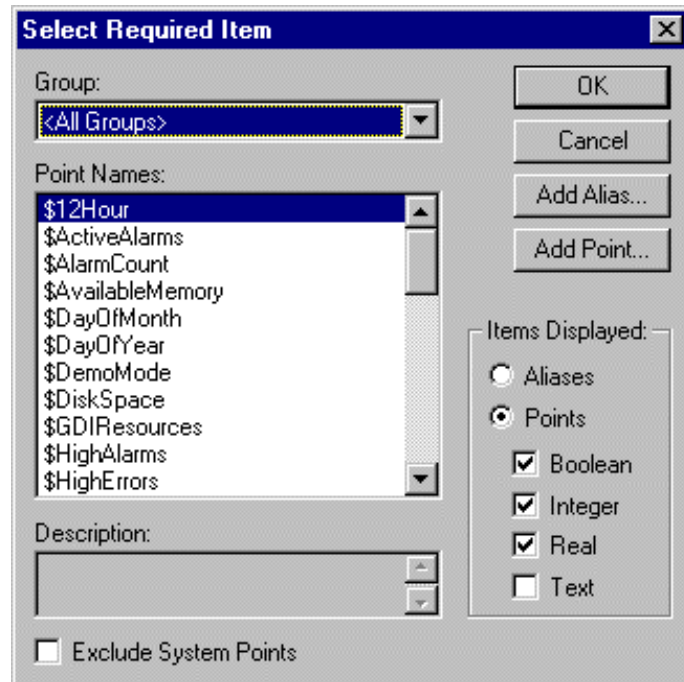 Select Required Item
Group:
<All Groups>
Point Names:
$12Hour
$ActiveAlarms
$AlarmCount
$AvailableMemory
$DayOfMonth
$DayOfYear
$DemoMode
$DiskSpace
$GDIResources
$HighAlarms
$HighErrors
Description:
Exclude System Points
OK
Cancel
Add Alias...
Add Point...
Items Displayed:
Aliases
Points
Boolean
Integer
Real
Text